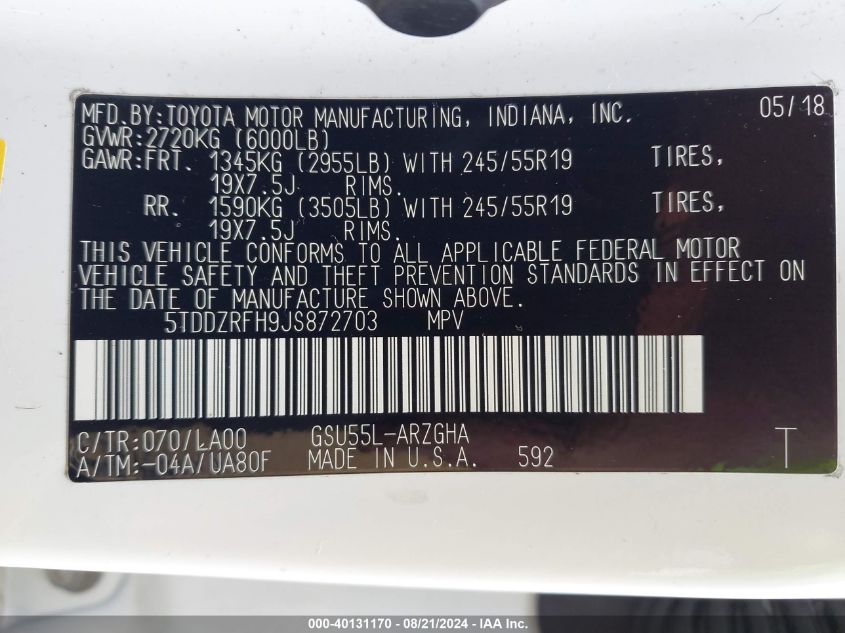 MFD.BY:TOYOTA MOTOR MANUFACTURING, INDIANA, INC. 05/18
GVWR:2720KG (6000LB)
GAWR:FRT. 1345KG (2955LB) WITH 245/55R19 TIRES,
19X7.5J RIMS.
RR. 1590KG (3505LB) WITH 245/55R19 TIRES,
19X7.5J RIMS.
THIS VEHICLE CONFORMS TO ALL APPLICABLE FEDERAL MOTOR
VEHICLE SAFETY AND THEFT PREVENTION STANDARDS IN EFFECT ON
THE DATE OF MANUFACTURE SHOWN ABOVE.
5TDDZRFH9JS872703 MPV
C/TR:070/LA00 GSU55L-ARZGHA
A/TM:-04A/UA80F MADE IN U.S.A. 592 T
000-40131170 - 08/21/2024 - IAA Inc.